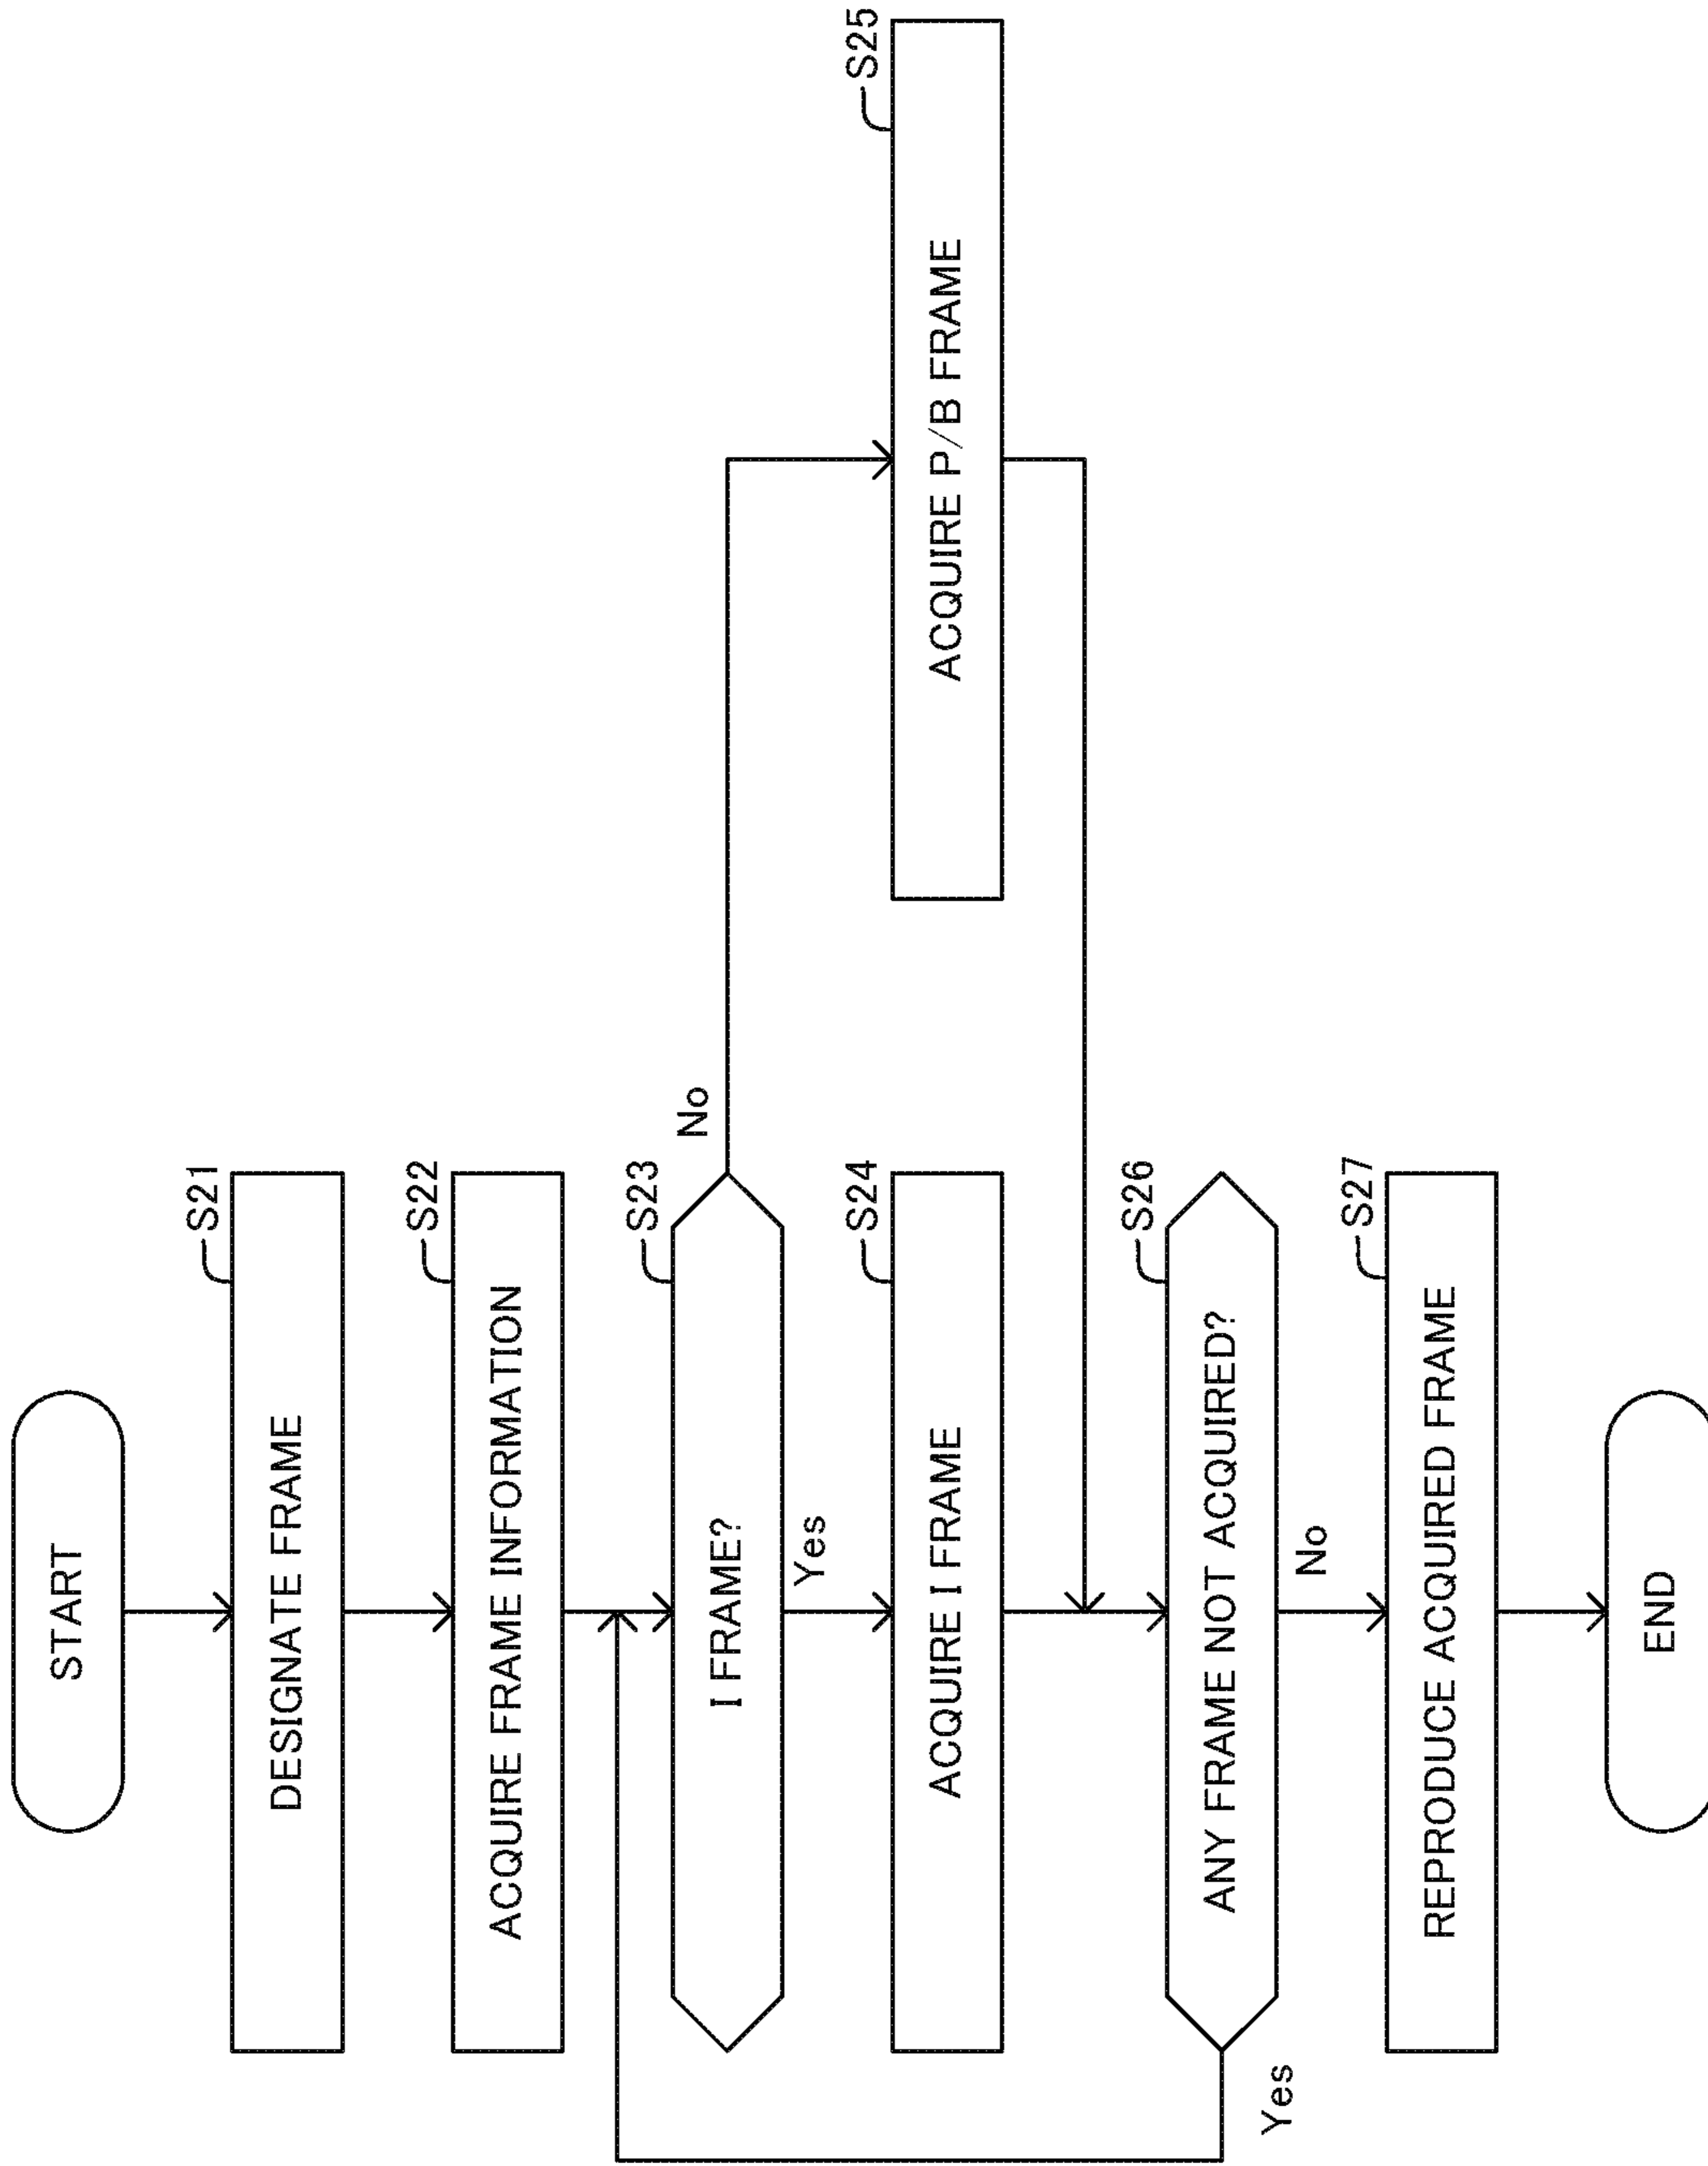 START
S21
DESIGNATE FRAME
S22
ACQUIRE FRAME INFORMATION
S23
I FRAME?
No
Yes
S24
ACQUIRE I FRAME
S25
ACQUIRE P/B FRAME
S26
ANY FRAME NOT ACQUIRED?
Yes
No
S27
REPRODUCE ACQUIRED FRAME
END